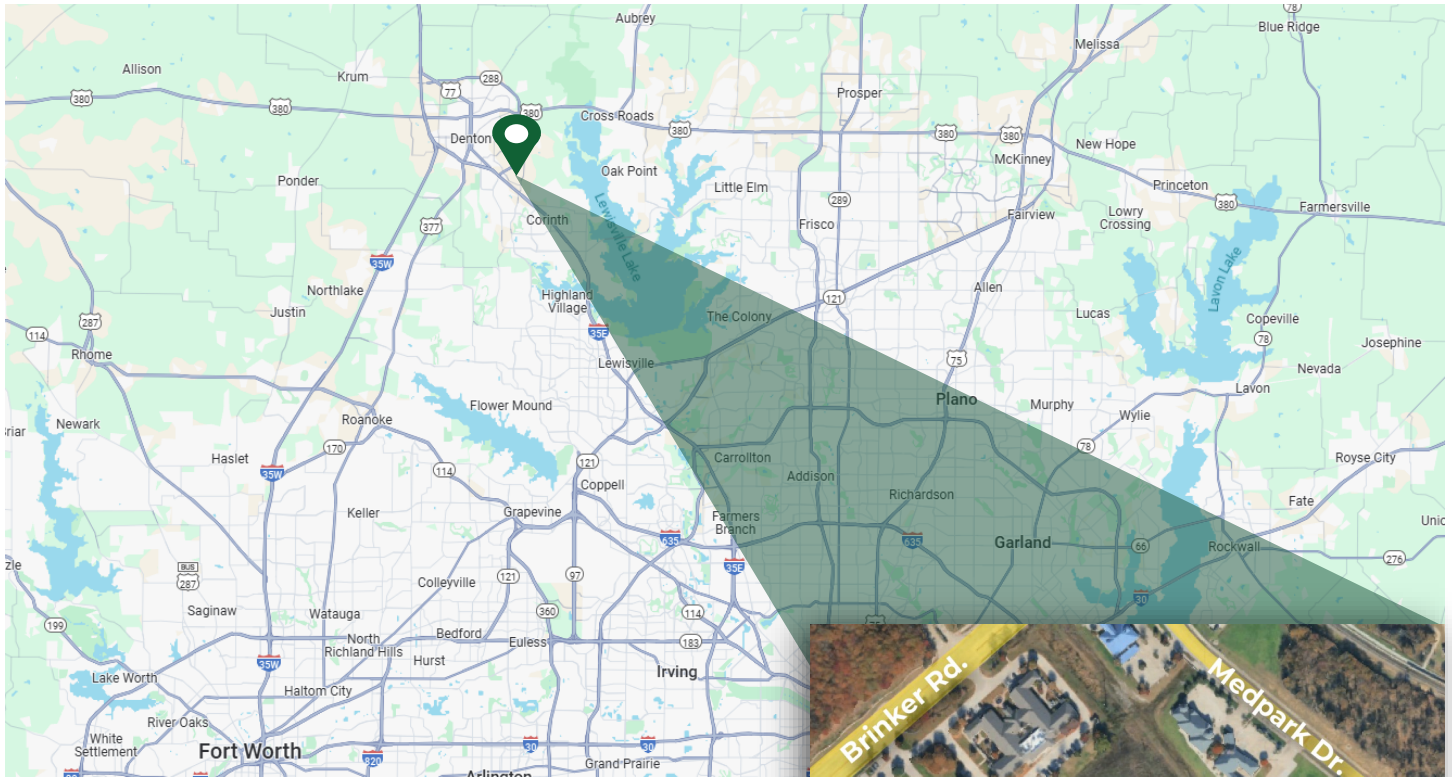 Aubrey
78
Blue Ridge
Melissa
Allison
Krum
288
77
380
380
380
Prosper
Cross Roads
380
380
380
Denton
McKinney
New Hope
Oak Point
Little Elm
Ponder
Princeton
380
Farmersville
289
Lowry
Crossing
Fairview
Corinth
Frisco
377
Lewisville Lake
35W
Lavon Lake
Northlake
Highland
Village
121
Allen
Justin
The Colony
Lucas
Copeville
287
114
35E
78
Rhome
75
Josephine
Lewisville
Nevada
Lavon
Plano
Murphy
Wylie
Flower Mound
Roanoke
Newark
riar
170
78
Haslet
35W
114
121
Carrollton
Royse City
Coppell
Addison
Richardson
Fate
Keller
Grapevine
Farmers
Branch
Unic
635
635
Garland
66
Rockwall
276
zle
BUS
287
35E
Colleyville
121
97
30
Saginaw
Watauga
360
114
199
North
Richland Hills
Bedford
Euless
183
35W
Hurst
Irving
Lake Worth
Haltom City
River Oaks
White
Settlement
Fort Worth
820
30
30
Grand Prairie
Arlington
Brinker Rd.
Medpark Dr.